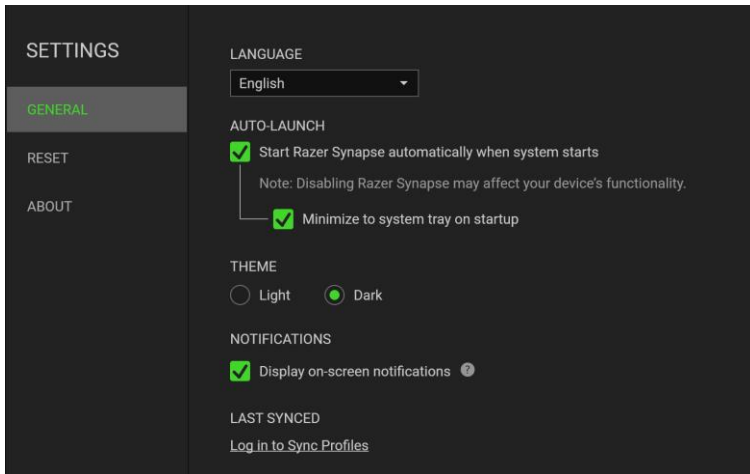 SETTINGS
GENERAL
RESET
ABOUT
LANGUAGE
English
AUTO-LAUNCH
Start Razer Synapse automatically when system starts
Note: Disabling Razer Synapse may affect your device's functionality.
Minimize to system tray on startup
THEME
Light
Dark
NOTIFICATIONS
Display on-screen notifications ?
LAST SYNCED
Log in to Sync Profiles